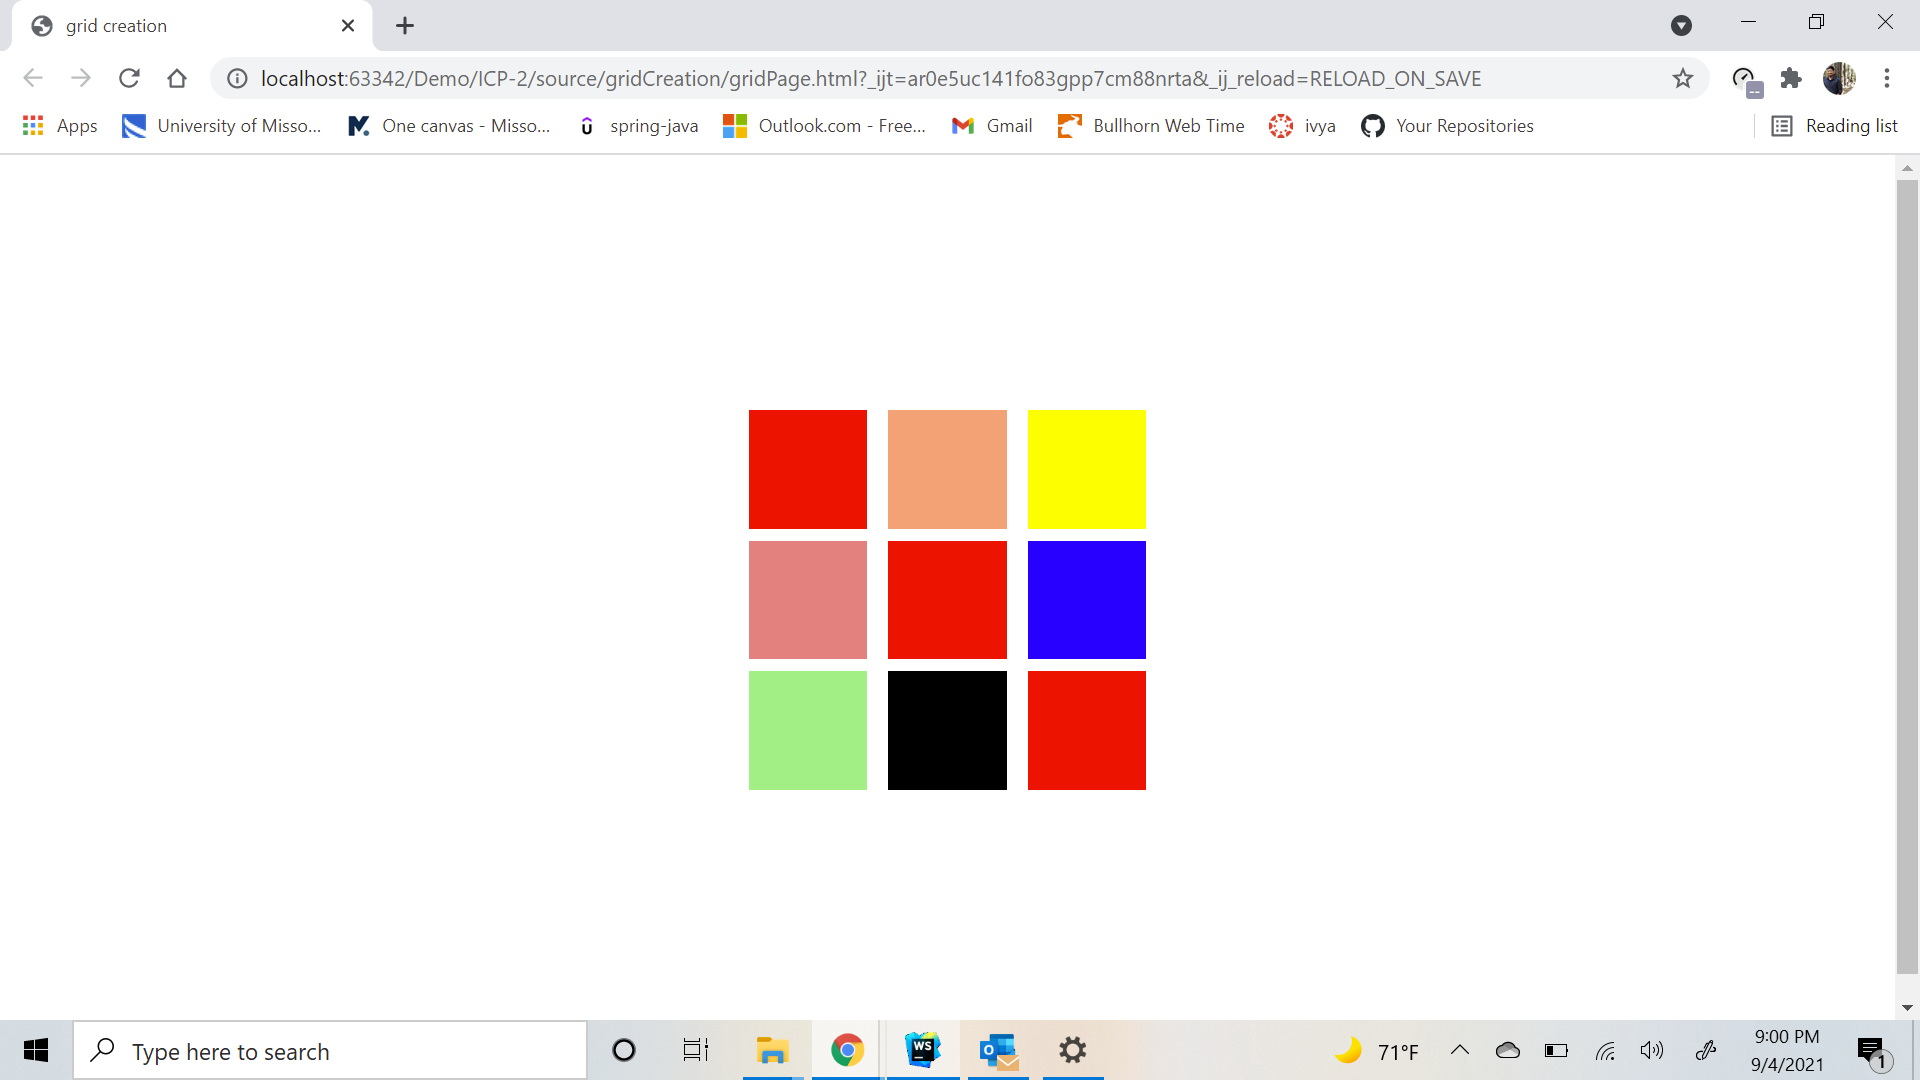 grid creation
localhost:63342/Demo/ICP-2/source/gridCreation/gridPage.html?_ijt=ar0e5uc141fo83gpp7cm88nrta&_ij_reload=RELOAD_ON_SAVE
Apps University of Misso... One canvas - Misso... spring-java Outlook.com - Free... Gmail Bullhorn Web Time ivya Your Repositories Reading list
Type here to search
WS
71°F
9:00 PM
9/4/2021
1